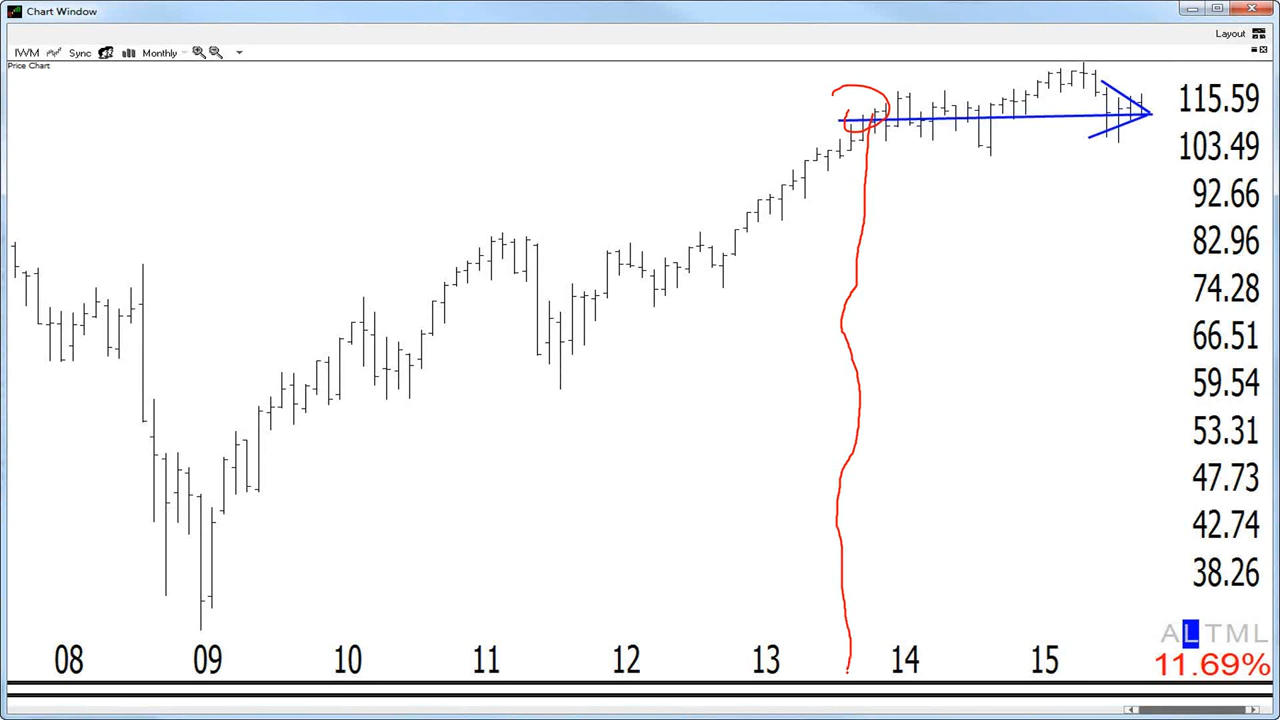 Chart Window
Layout
IWM Sync Monthly
Price Chart
115.59
103.49
92.66
82.96
74.28
66.51
59.54
53.31
47.73
42.74
38.26
08 09 10 11 12 13 14 15
A L T M L
11.69%